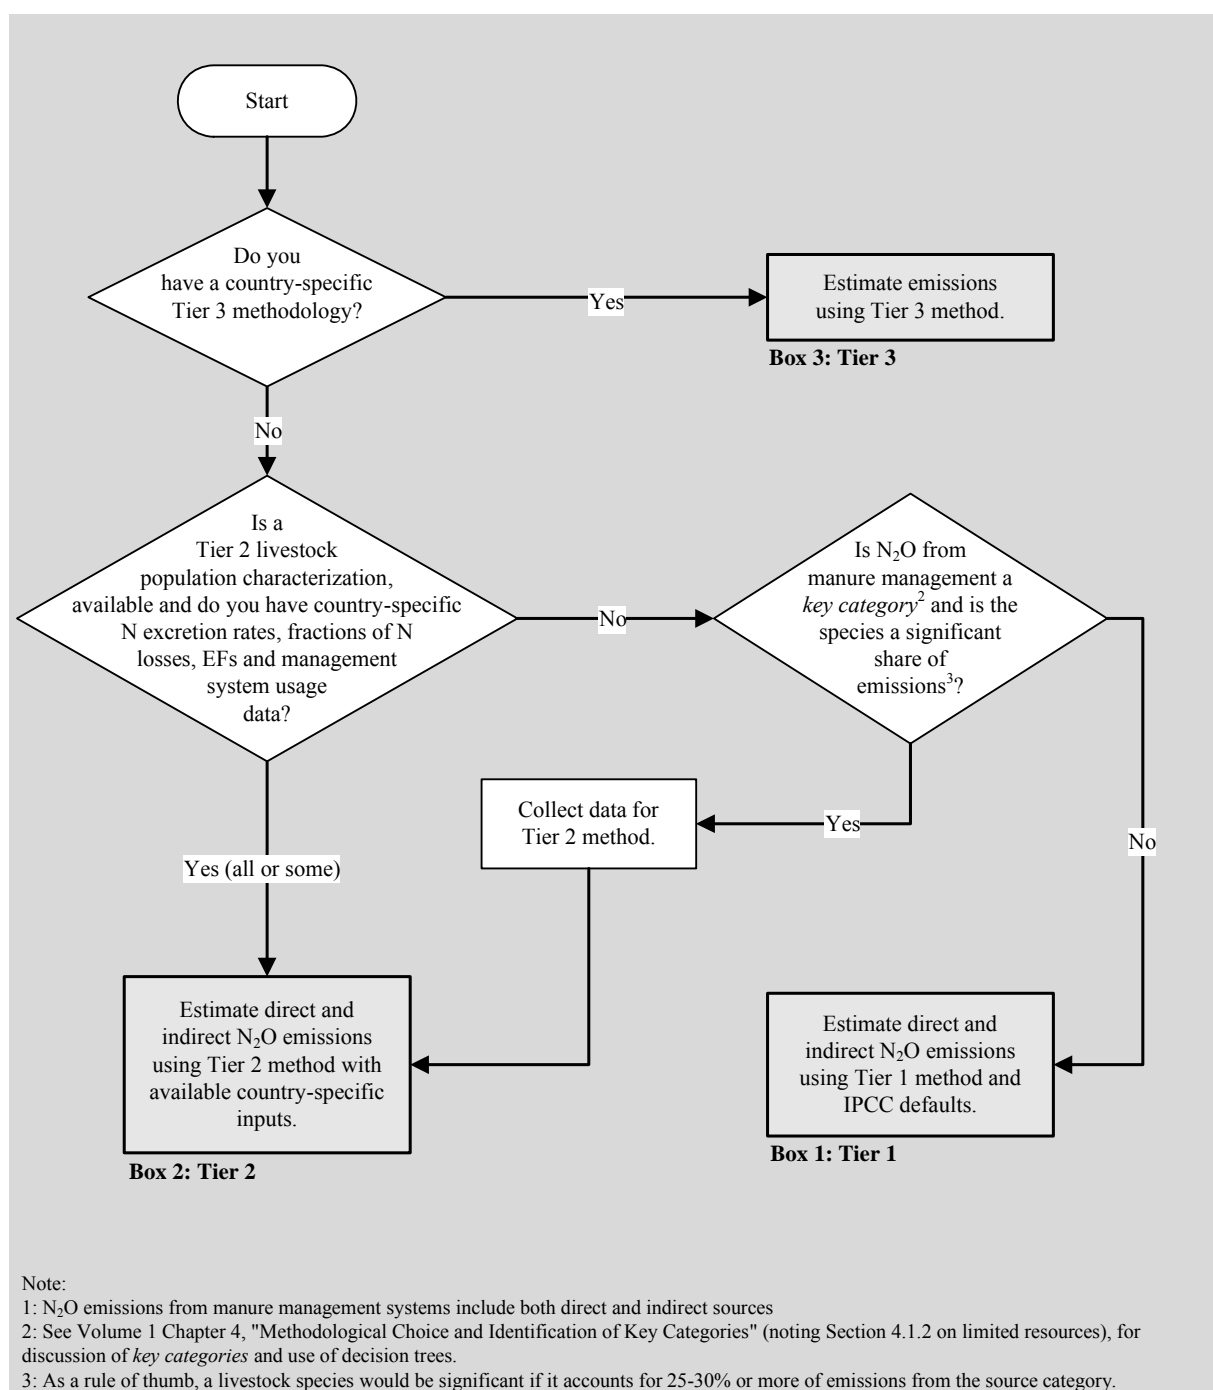 Start
Do you
have a country-specific
Tier 3 methodology?
Yes
Estimate emissions
using Tier 3 method.
Box 3: Tier 3
No
Is a
Tier 2 livestock
population characterization,
available and do you have country-specific
N excretion rates, fractions of N
losses, EFs and management
system usage
data?
No
Is N₂O from
manure management a
key category² and is the
species a significant
share of
emissions³?
Yes
Collect data for
Tier 2 method.
No
Yes (all or some)
Estimate direct and
indirect N₂O emissions
using Tier 2 method with
available country-specific
inputs.
Box 2: Tier 2
Estimate direct and
indirect N₂O emissions
using Tier 1 method and
IPCC defaults.
Box 1: Tier 1
Note:
1: N₂O emissions from manure management systems include both direct and indirect sources
2: See Volume 1 Chapter 4, "Methodological Choice and Identification of Key Categories" (noting Section 4.1.2 on limited resources), for
discussion of key categories and use of decision trees.
3: As a rule of thumb, a livestock species would be significant if it accounts for 25-30% or more of emissions from the source category.